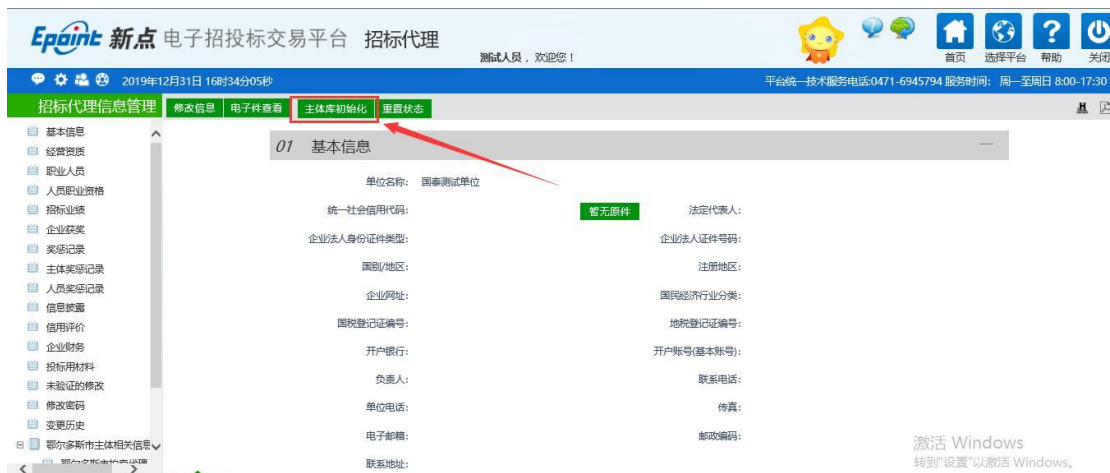 Epoint 新点 电子招投标交易平台 招标代理
测试人员，欢迎您！
首页 选择平台 帮助 关闭
2019年12月31日 16时34分05秒
平台统一技术服务电话:0471-6945794 服务时间: 周一至周日 8:00-17:30
招标代理信息管理 修改信息 电子件查看 主体库初始化 重置状态
基本信息
经营资质
职业人员
人员职业资格
招标业绩
企业获奖
奖惩记录
主体奖惩记录
人员奖惩记录
信息披露
信用评价
企业财务
投标用材料
未验证的修改
修改密码
变更历史
鄂尔多斯市主体相关信息
01 基本信息
单位名称: 国泰测试单位
统一社会信用代码: 暂无原件 法定代表人:
企业法人身份证件类型: 企业法人证件号码:
国别/地区: 注册地区:
企业网址: 国民经济行业分类:
国税登记证编号: 地税登记证编号:
开户银行: 开户账号(基本账号):
负责人: 联系电话:
单位电话: 传真:
电子邮箱: 邮政编码:
联系地址:
激活 Windows
转到"设置"以激活 Windows。